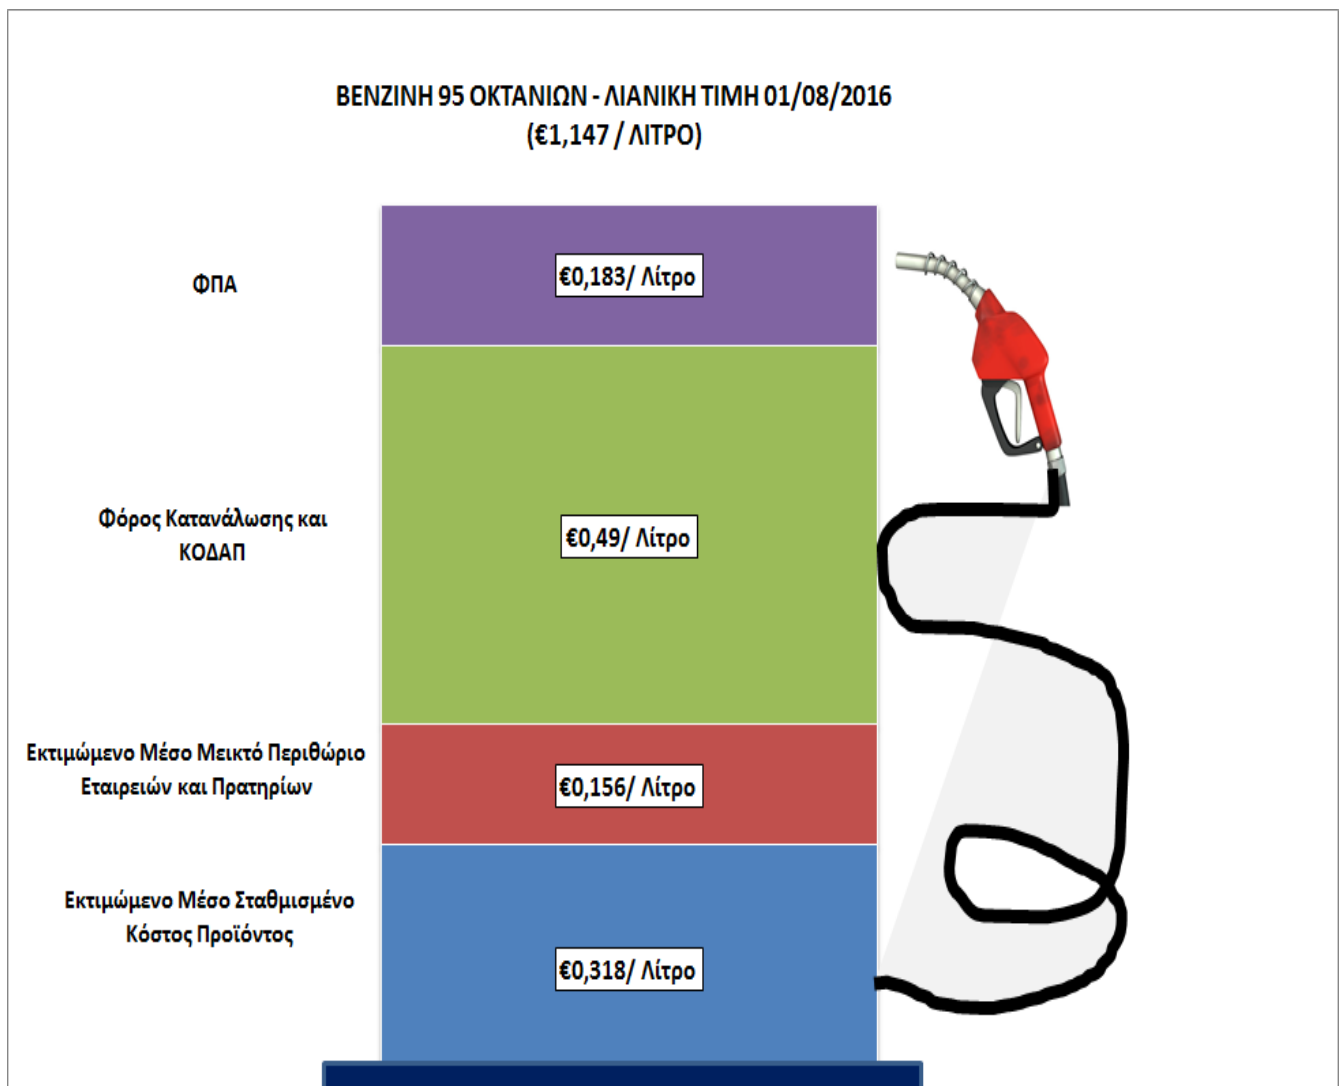 ΒΕΝΖΙΝΗ 95 ΟΚΤΑΝΙΩΝ - ΛΙΑΝΙΚΗ ΤΙΜΗ 01/08/2016
(€1,147 / ΛΙΤΡΟ)
ΦΠΑ
€0,183/ Λίτρο
Φόρος Κατανάλωσης και
ΚΟΔΑΠ
€0,49/ Λίτρο
Εκτιμώμενο Μέσο Μεικτό Περιθώριο
Εταιρειών και Πρατηρίων
€0,156/ Λίτρο
Εκτιμώμενο Μέσο Σταθμισμένο
Κόστος Προϊόντος
€0,318/ Λίτρο